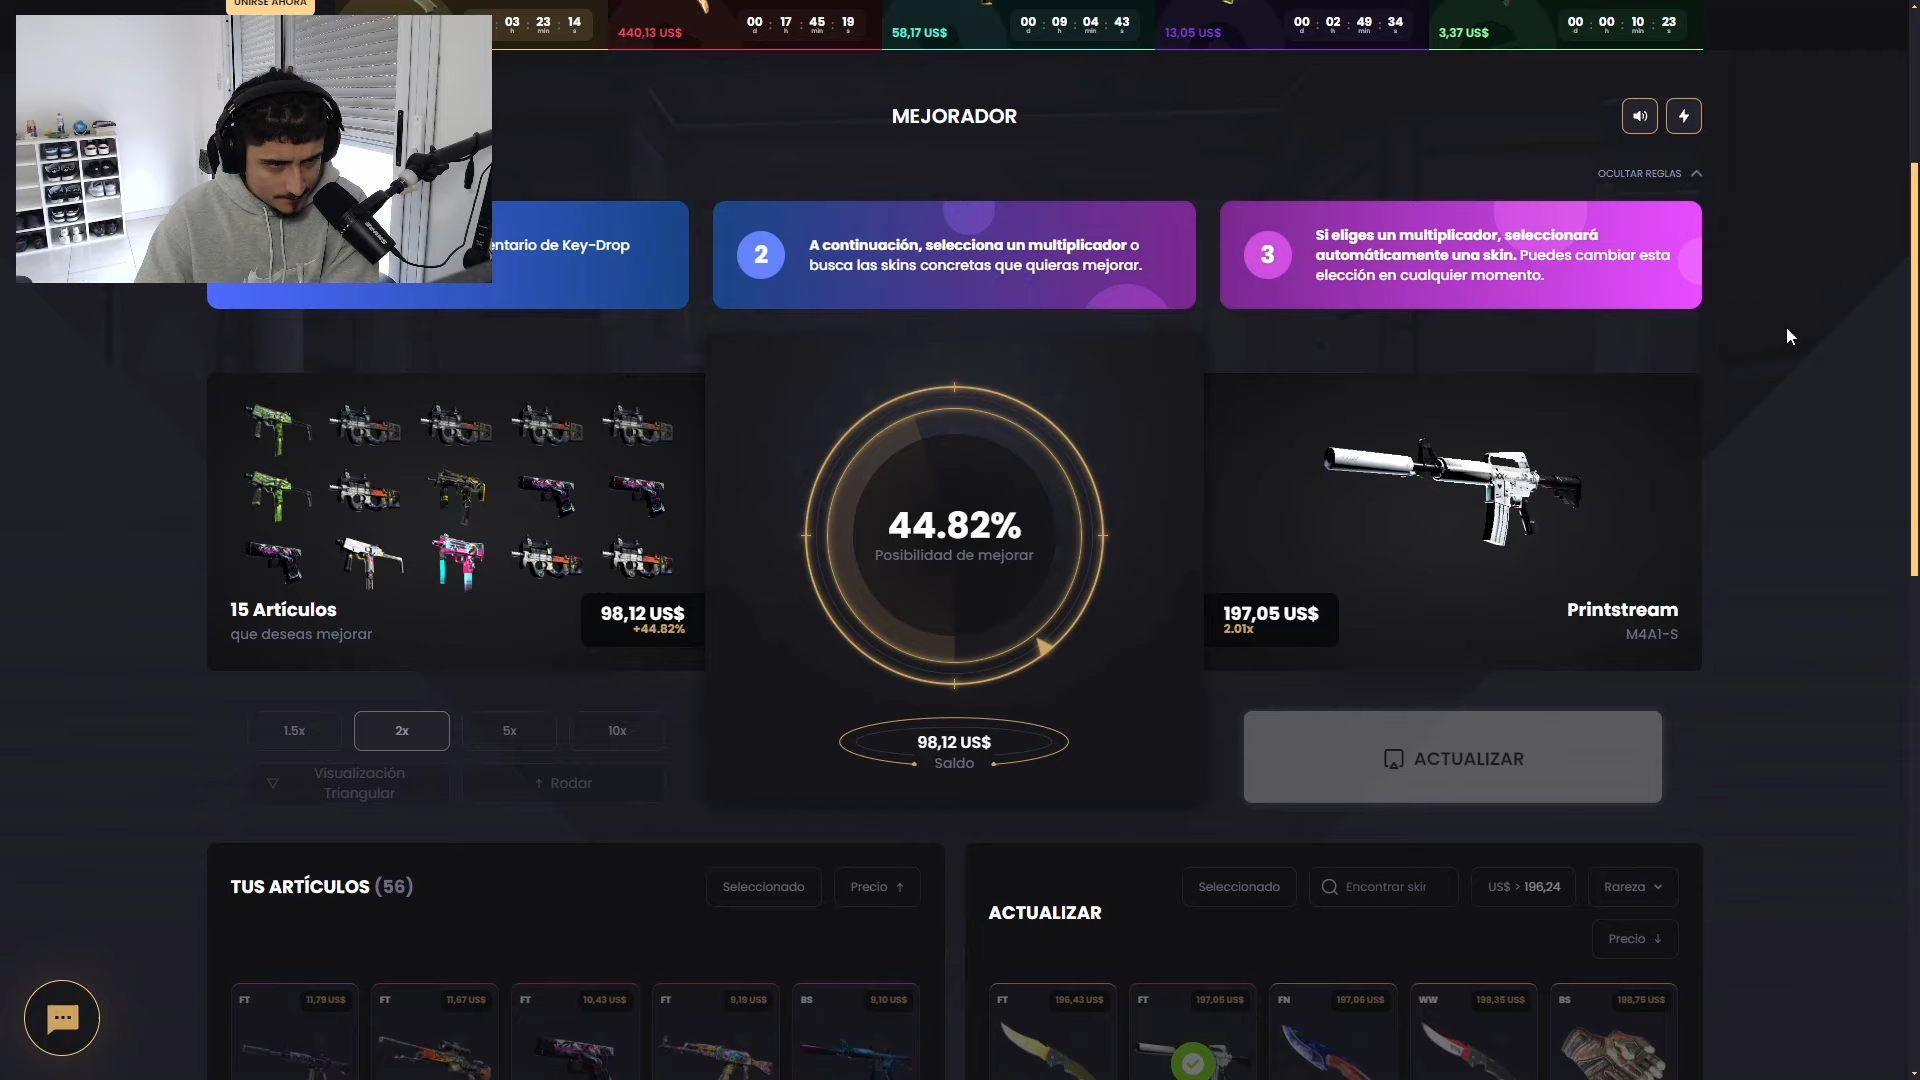 UNIRSE AHORA
03 : 23 : 14
h min s
440,13 US$
00 : 17 : 45 : 19
d h min s
58,17 US$
00 : 09 : 04 : 43
d h min s
13,05 US$
00 : 02 : 49 : 34
d h min s
3,37 US$
00 : 00 : 10 : 23
d h min s
MEJORADOR
OCULTAR REGLAS
entario de Key-Drop
2
A continuación, selecciona un multiplicador o
busca las skins concretas que quieras mejorar.
3
Si eliges un multiplicador, seleccionará
automáticamente una skin. Puedes cambiar esta
elección en cualquier momento.
44.82%
Posibilidad de mejorar
15 Artículos
que deseas mejorar
98,12 US$
+44.82%
197,05 US$
2.01x
Printstream
M4A1-S
1.5x
2x
5x
10x
Visualización
Triangular
↑ Rodar
98,12 US$
Saldo
ACTUALIZAR
TUS ARTÍCULOS (56)
Seleccionado
Precio ↑
ACTUALIZAR
Seleccionado
Encontrar skin
US$ > 196,24
Rareza
Precio ↓
FT 11,79 US$
FT 11,67 US$
FT 10,43 US$
FT 9,19 US$
BS 9,10 US$
FT 196,43 US$
FT 197,05 US$
FN 197,06 US$
WW 198,35 US$
BS 198,75 US$